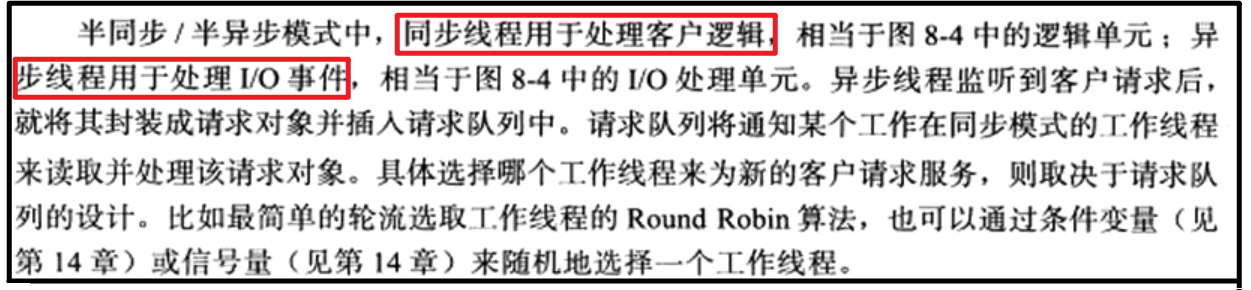 半同步 / 半异步模式中，同步线程用于处理客户逻辑，相当于图 8-4 中的逻辑单元；异
步线程用于处理 I/O 事件，相当于图 8-4 中的 I/O 处理单元。异步线程监听到客户请求后，
就将其封装成请求对象并插入请求队列中。请求队列将通知某个工作在同步模式的工作线程
来读取并处理该请求对象。具体选择哪个工作线程来为新的客户请求服务，则取决于请求队
列的设计。比如最简单的轮流选取工作线程的 Round Robin 算法，也可以通过条件变量（见
第 14 章）或信号量（见第 14 章）来随机地选择一个工作线程。